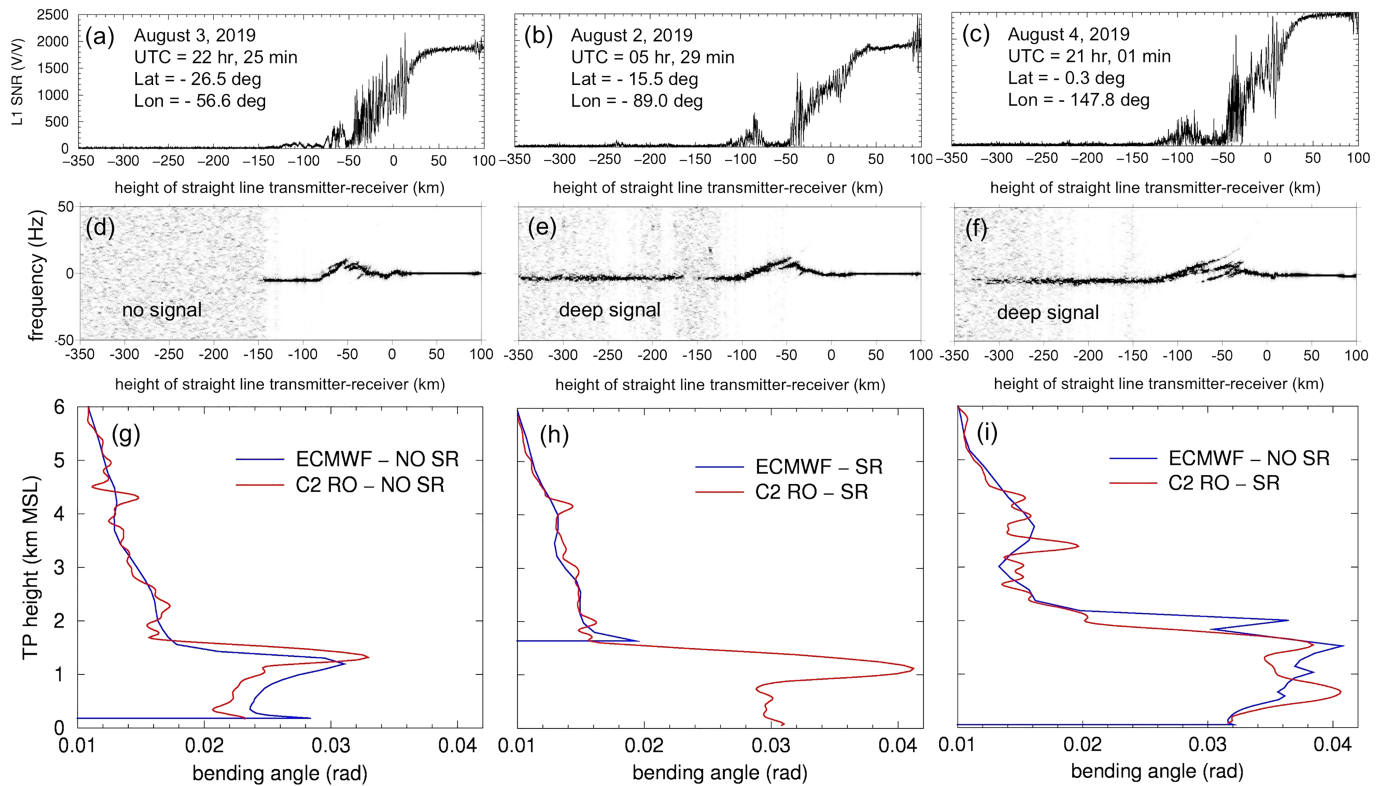 (a)
August 3, 2019
UTC = 22 hr, 25 min
Lat = - 26.5 deg
Lon = - 56.6 deg
L1 SNR (V/V)
2500
2000
1500
1000
500
0
-350 -300 -250 -200 -150 -100 -50 0 50 100
height of straight line transmitter-receiver (km)
(b)
August 2, 2019
UTC = 05 hr, 29 min
Lat = - 15.5 deg
Lon = - 89.0 deg
-350 -300 -250 -200 -150 -100 -50 0 50 100
height of straight line transmitter-receiver (km)
(c)
August 4, 2019
UTC = 21 hr, 01 min
Lat = - 0.3 deg
Lon = - 147.8 deg
-350 -300 -250 -200 -150 -100 -50 0 50 100
height of straight line transmitter-receiver (km)
(d)
no signal
frequency (Hz)
50
0
-50
-350 -300 -250 -200 -150 -100 -50 0 50 100
height of straight line transmitter-receiver (km)
(e)
deep signal
-350 -300 -250 -200 -150 -100 -50 0 50 100
height of straight line transmitter-receiver (km)
(f)
deep signal
-350 -300 -250 -200 -150 -100 -50 0 50 100
height of straight line transmitter-receiver (km)
(g)
ECMWF – NO SR
C2 RO – NO SR
TP height (km MSL)
6
5
4
3
2
1
0
0.01 0.02 0.03 0.04
bending angle (rad)
(h)
ECMWF – SR
C2 RO – SR
0.01 0.02 0.03 0.04
bending angle (rad)
(i)
ECMWF – NO SR
C2 RO – SR
0.01 0.02 0.03 0.04
bending angle (rad)